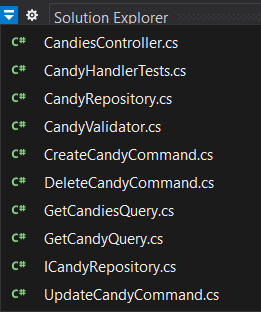 Solution Explorer
C# CandiesController.cs
C# CandyHandlerTests.cs
C# CandyRepository.cs
C# CandyValidator.cs
C# CreateCandyCommand.cs
C# DeleteCandyCommand.cs
C# GetCandiesQuery.cs
C# GetCandyQuery.cs
C# ICandyRepository.cs
C# UpdateCandyCommand.cs